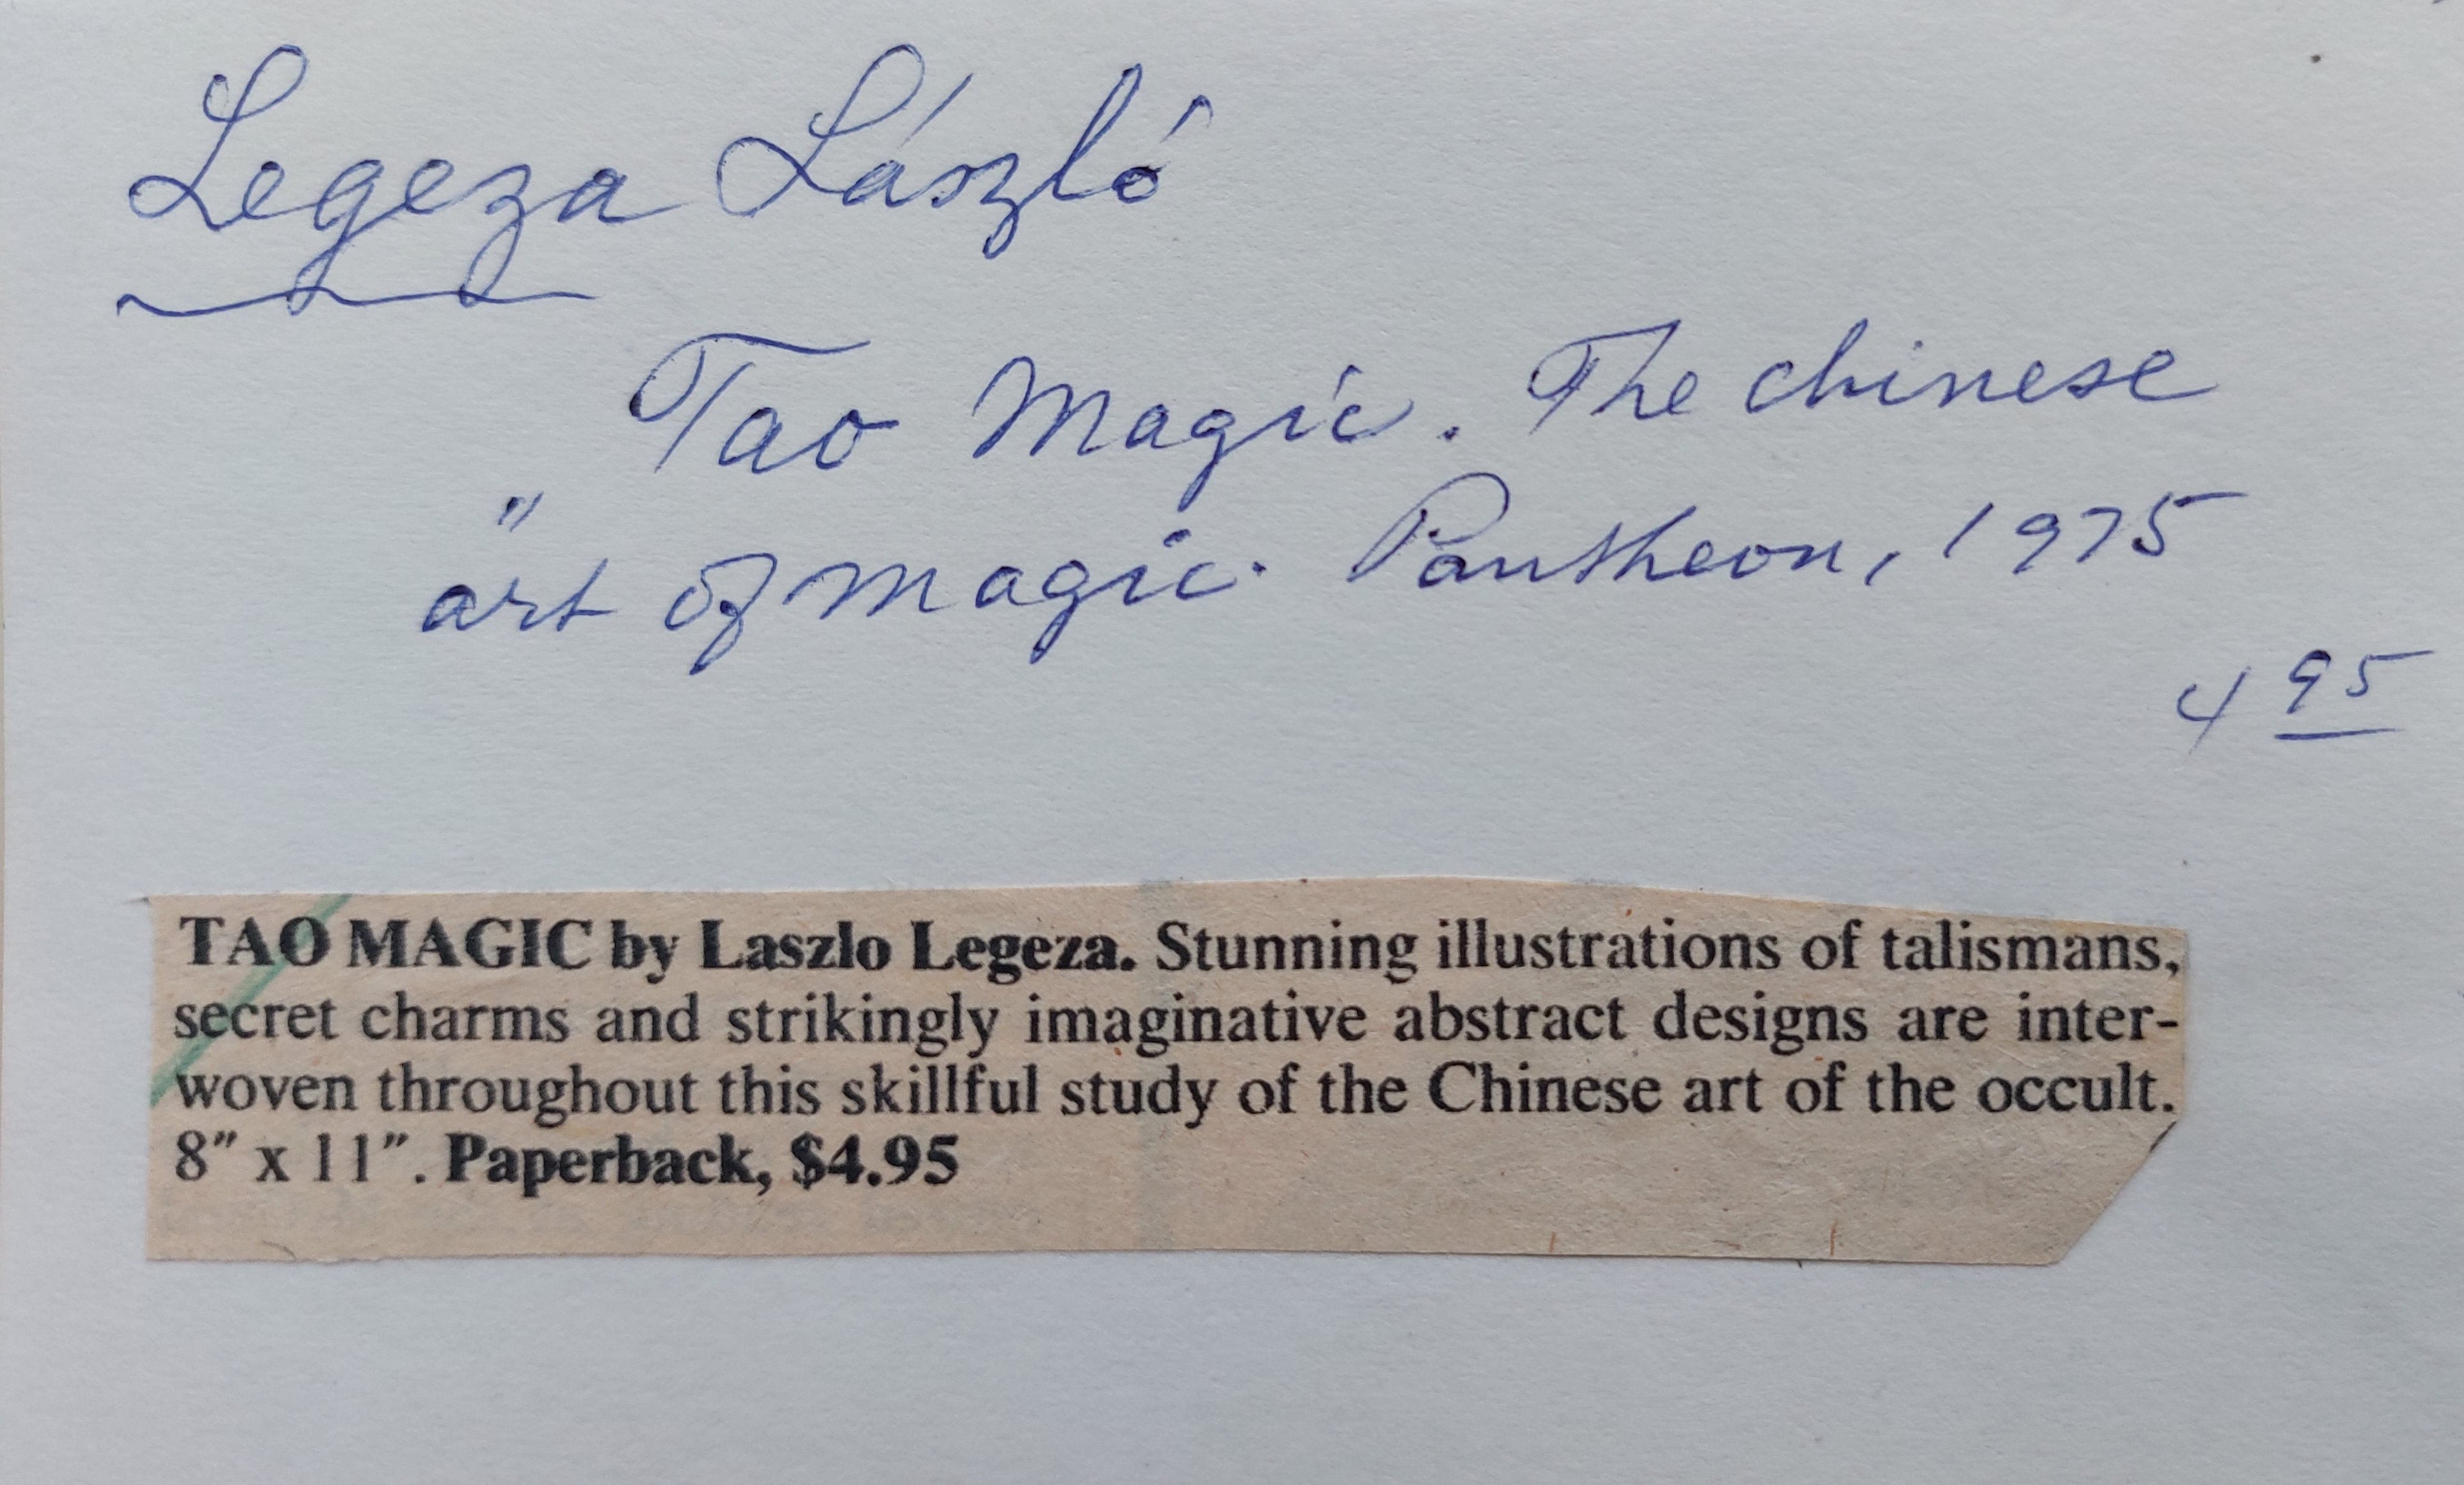 Legeza László
Tao Magic. The chinese
"
art of magic. Pantheon, 1975
4 95
TAO MAGIC by Laszlo Legeza. Stunning illustrations of talismans,
secret charms and strikingly imaginative abstract designs are inter-
woven throughout this skillful study of the Chinese art of the occult.
8" x 11". Paperback, $4.95